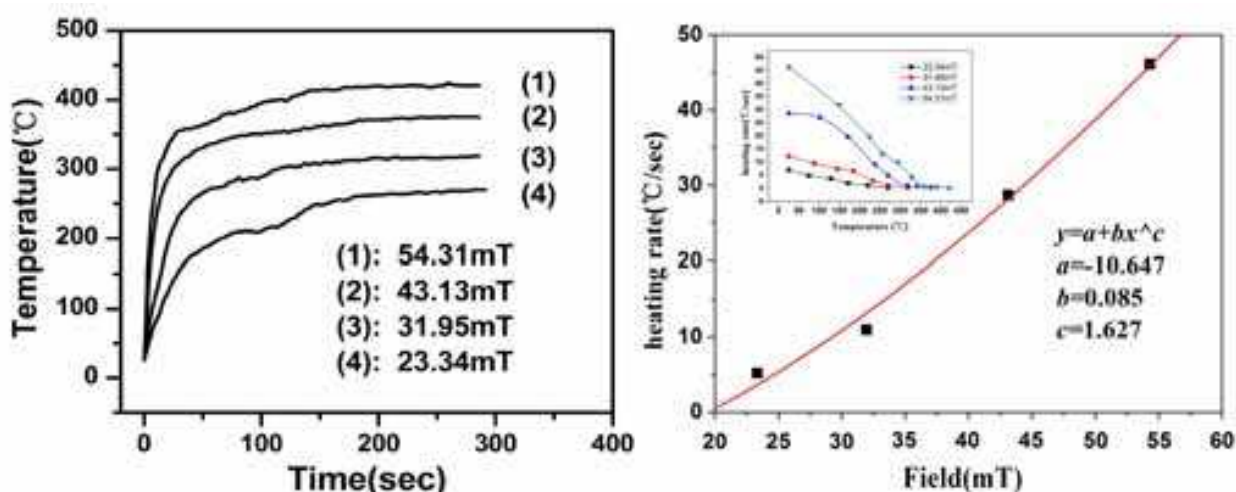 500
400
300
200
100
0
Temperature(℃)
(1)
(2)
(3)
(4)
(1): 54.31mT
(2): 43.13mT
(3): 31.95mT
(4): 23.34mT
0 100 200 300 400
Time(sec)
50
40
30
20
10
0
heating rate(℃/sec)
Temperature (℃)
y=a+bx^c
a=-10.647
b=0.085
c=1.627
20 25 30 35 40 45 50 55 60
Field(mT)